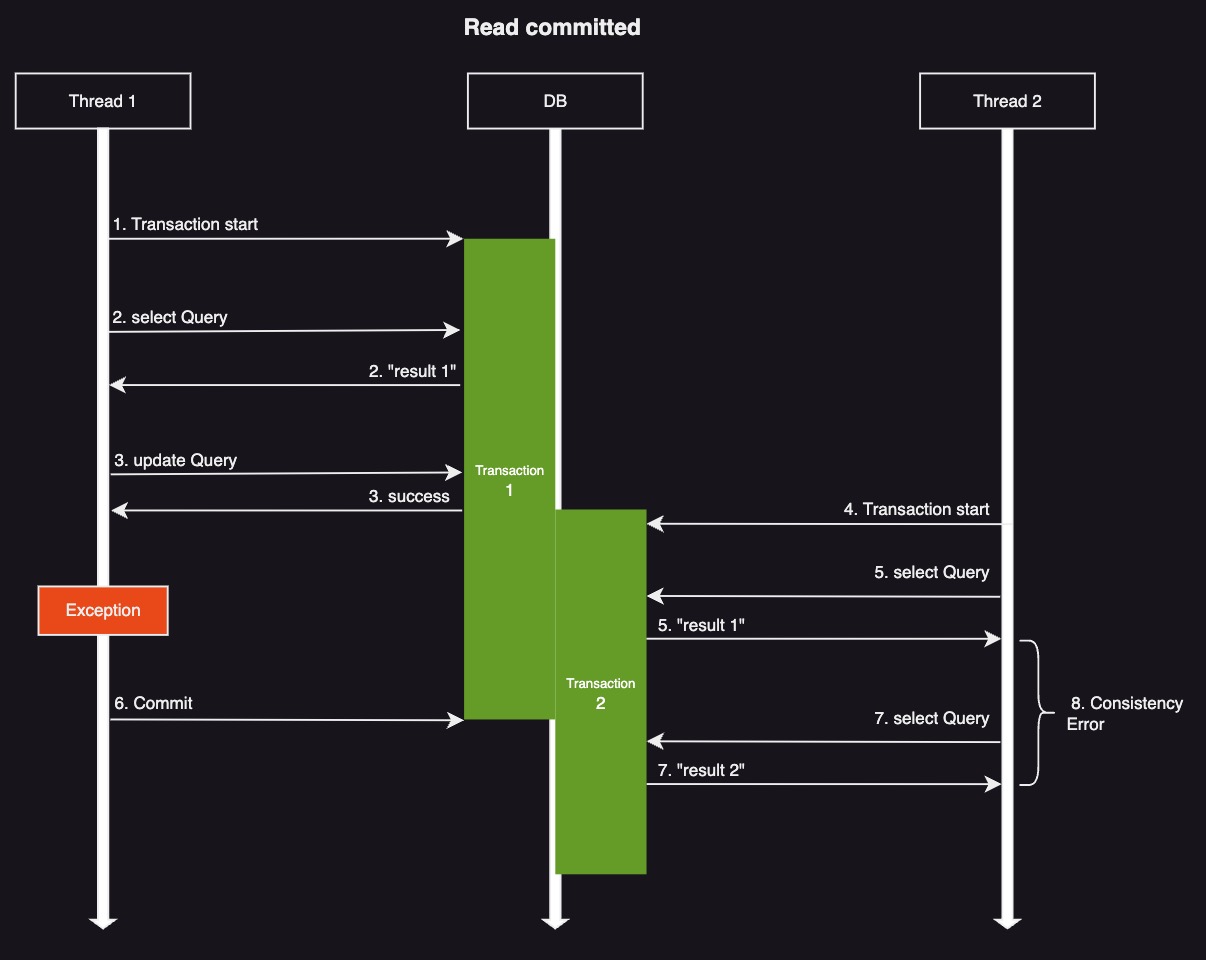 Read committed
Thread 1
DB
Thread 2
1. Transaction start
2. select Query
2. "result 1"
3. update Query
Transaction
1
3. success
4. Transaction start
5. select Query
Exception
5. "result 1"
Transaction
2
6. Commit
8. Consistency
Error
7. select Query
7. "result 2"